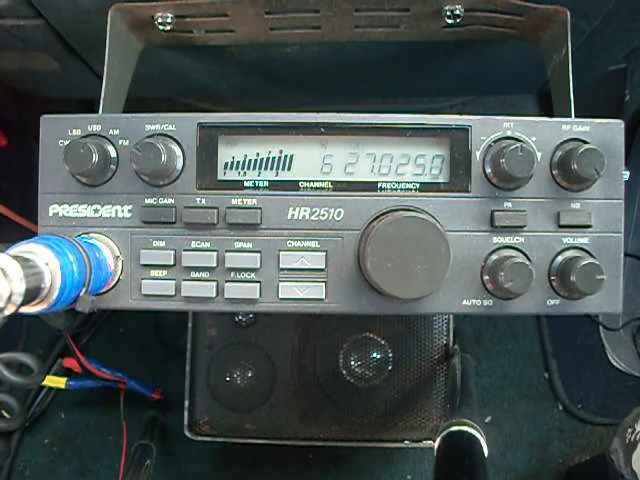 LSB USB AM
CW FM
SWR/CAL
6 27.025.0
METER CHANNEL FREQUENCY
RIT
RF GAIN
PRESIDENT
MIC GAIN TX METER
HR2510
PA NB
DIM SCAN SPAN CHANNEL
BEEP BAND F.LOCK
SQUELCH VOLUME
AUTO SQ OFF